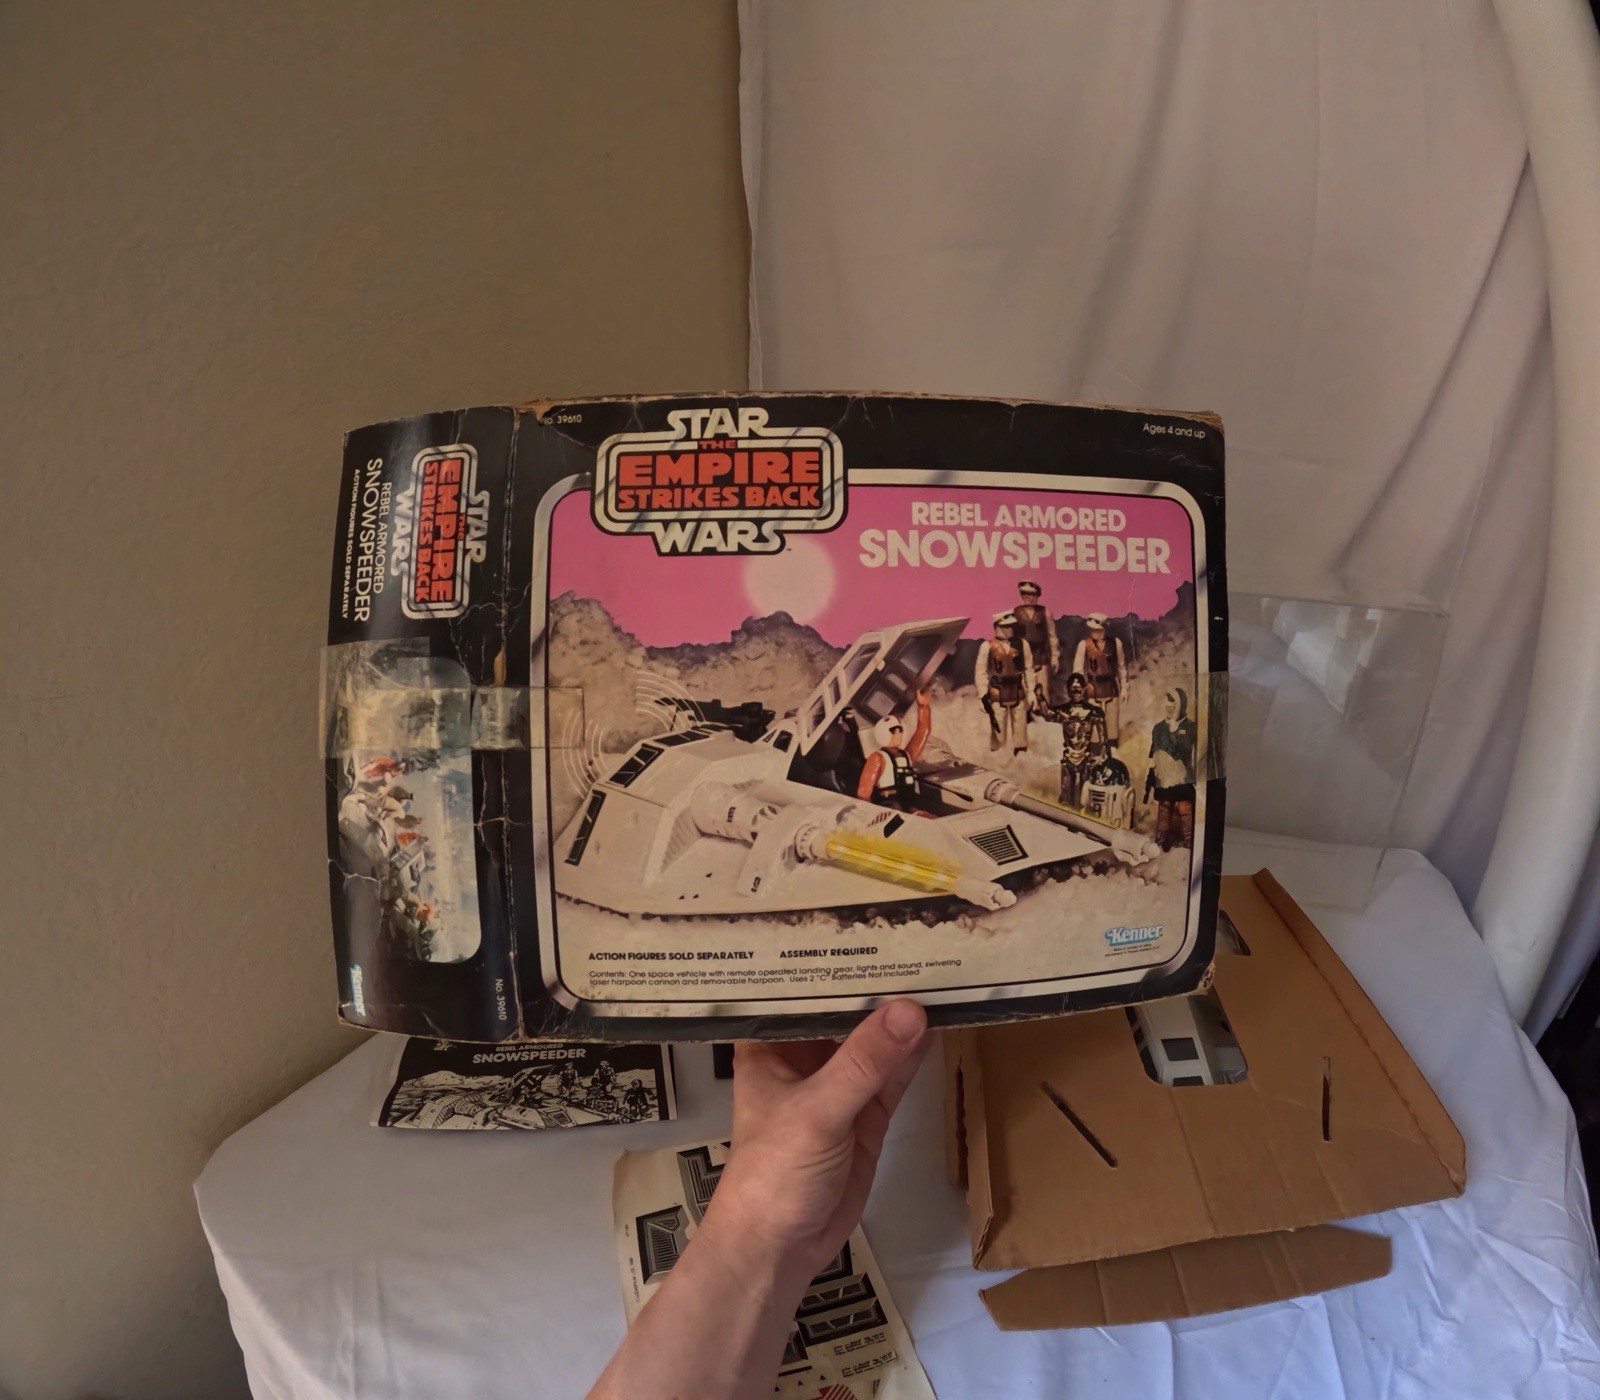 No. 39610
STAR
THE
EMPIRE
STRIKES BACK
WARS
Ages 4 and up
REBEL ARMORED
SNOWSPEEDER
ACTION FIGURES SOLD SEPARATELY ASSEMBLY REQUIRED
Contents: One space vehicle with remote operated landing gear, lights and sound, swiveling
laser harpoon cannon and removable harpoon. Uses 2 "C" Batteries Not Included
Kenner
STAR
THE
EMPIRE
STRIKES BACK
WARS
REBEL ARMORED
SNOWSPEEDER
ACTION FIGURES SOLD SEPARATELY
Kenner
No. 39610
REBEL ARMOURED
SNOWSPEEDER